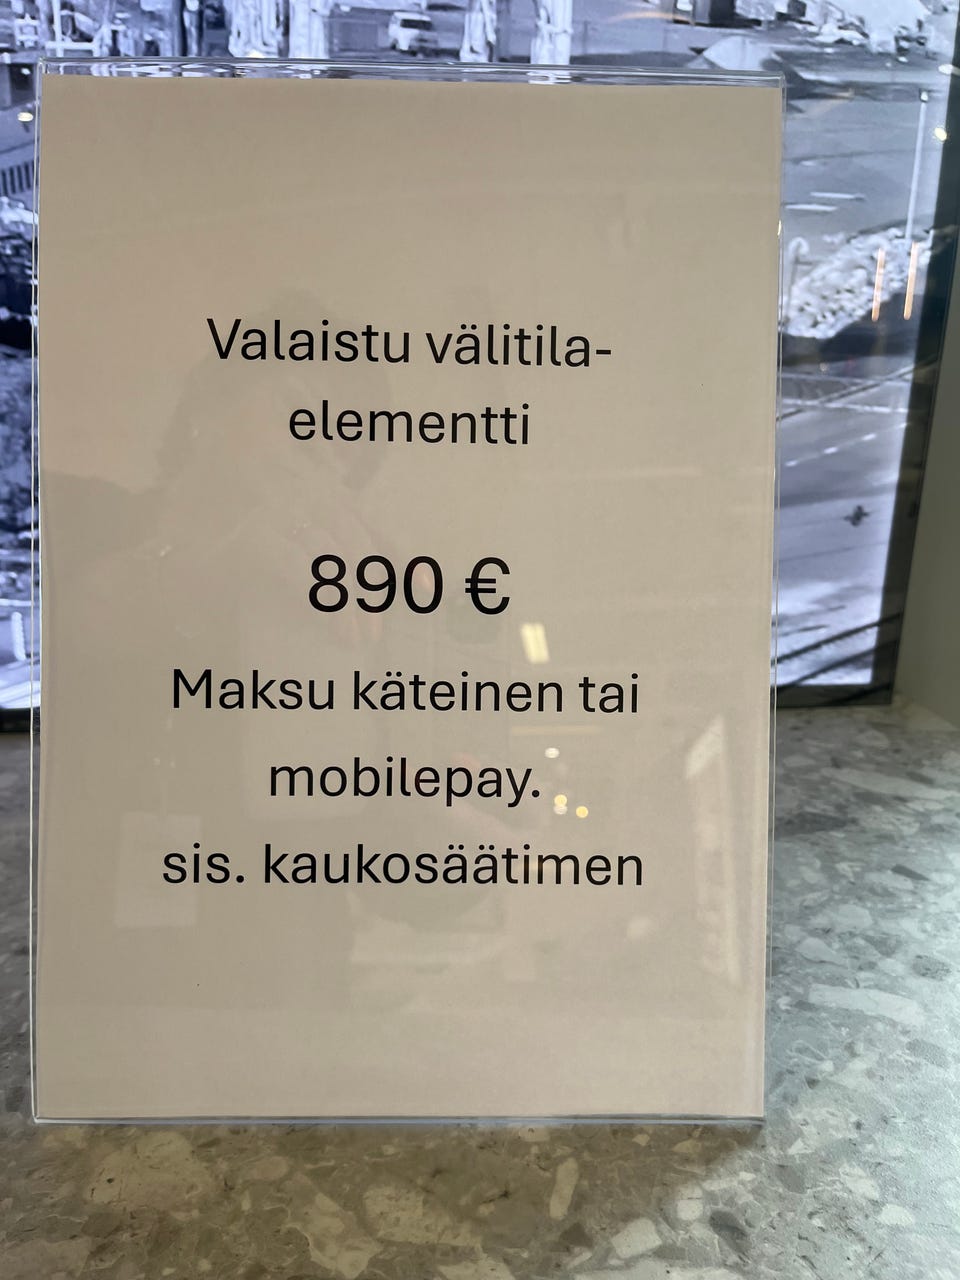 Valaistu välitila-
elementti
890 €
Maksu käteinen tai
mobilepay.
sis. kaukosäätimen